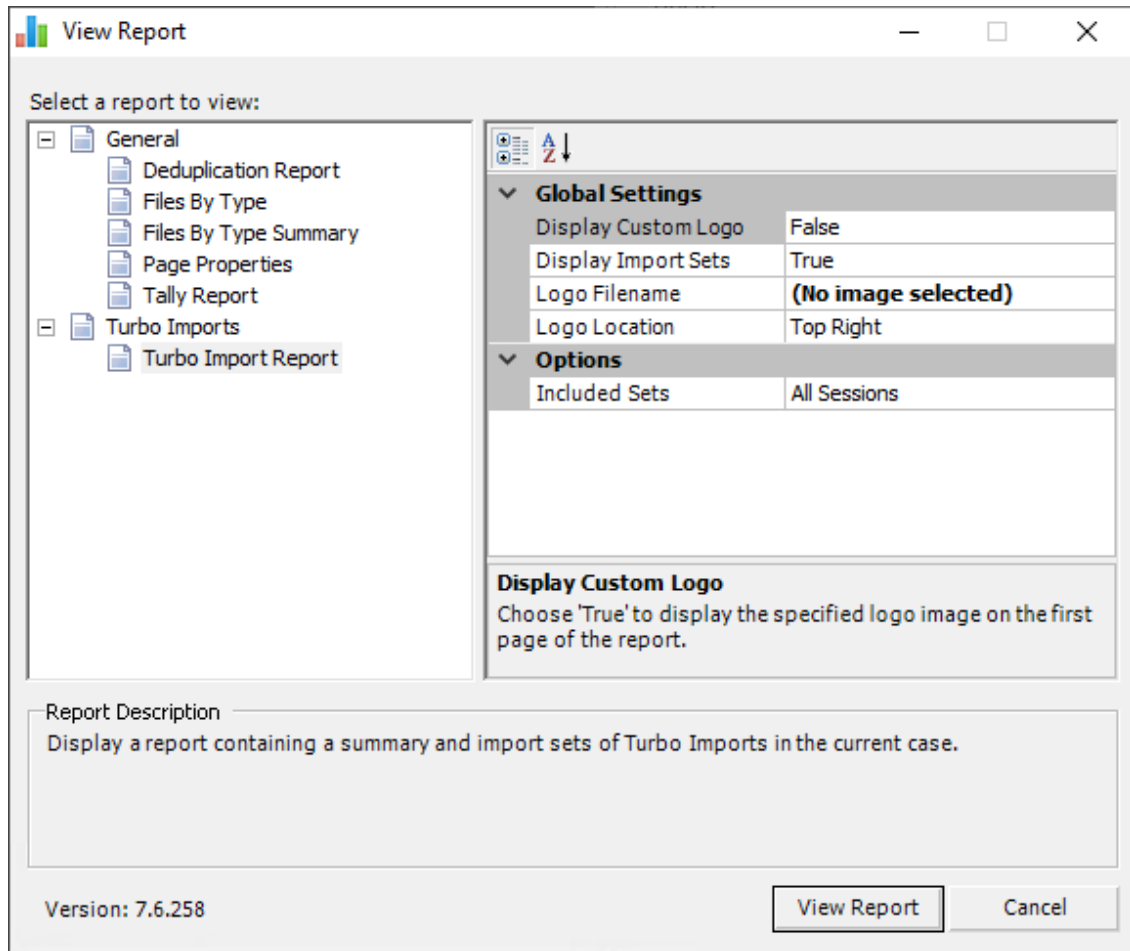 View Report
Select a report to view:
General
Deduplication Report
Files By Type
Files By Type Summary
Page Properties
Tally Report
Turbo Imports
Turbo Import Report
A
Z
Global Settings
Display Custom Logo False
Display Import Sets True
Logo Filename (No image selected)
Logo Location Top Right
Options
Included Sets All Sessions
Display Custom Logo
Choose 'True' to display the specified logo image on the first
page of the report.
Report Description
Display a report containing a summary and import sets of Turbo Imports in the current case.
Version: 7.6.258
View Report Cancel